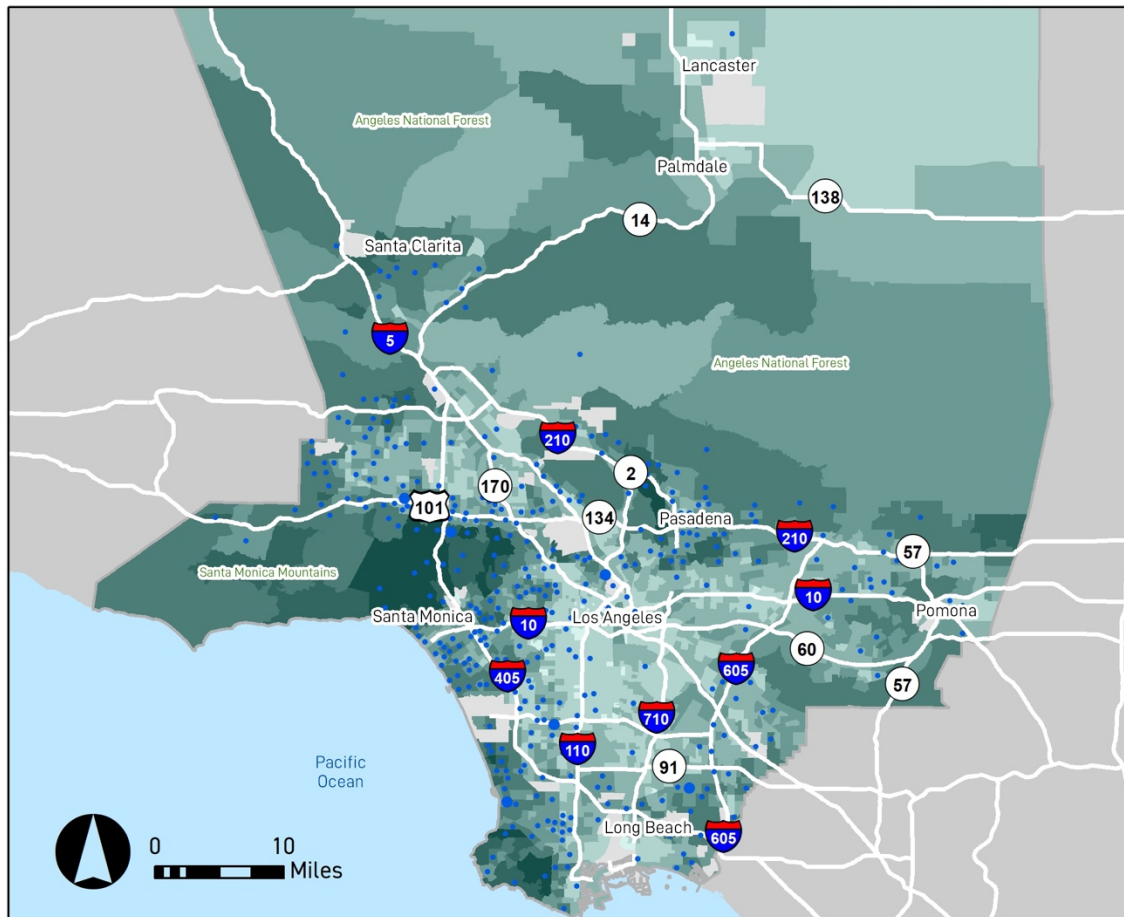 Lancaster
Angeles National Forest
Palmdale
138
14
Santa Clarita
5
Angeles National Forest
210
2
170
101
134
Pasadena
210
57
Santa Monica Mountains
10
Santa Monica
10
Los Angeles
Pomona
60
605
405
57
710
110
Pacific
Ocean
91
Long Beach
605
0
10
Miles